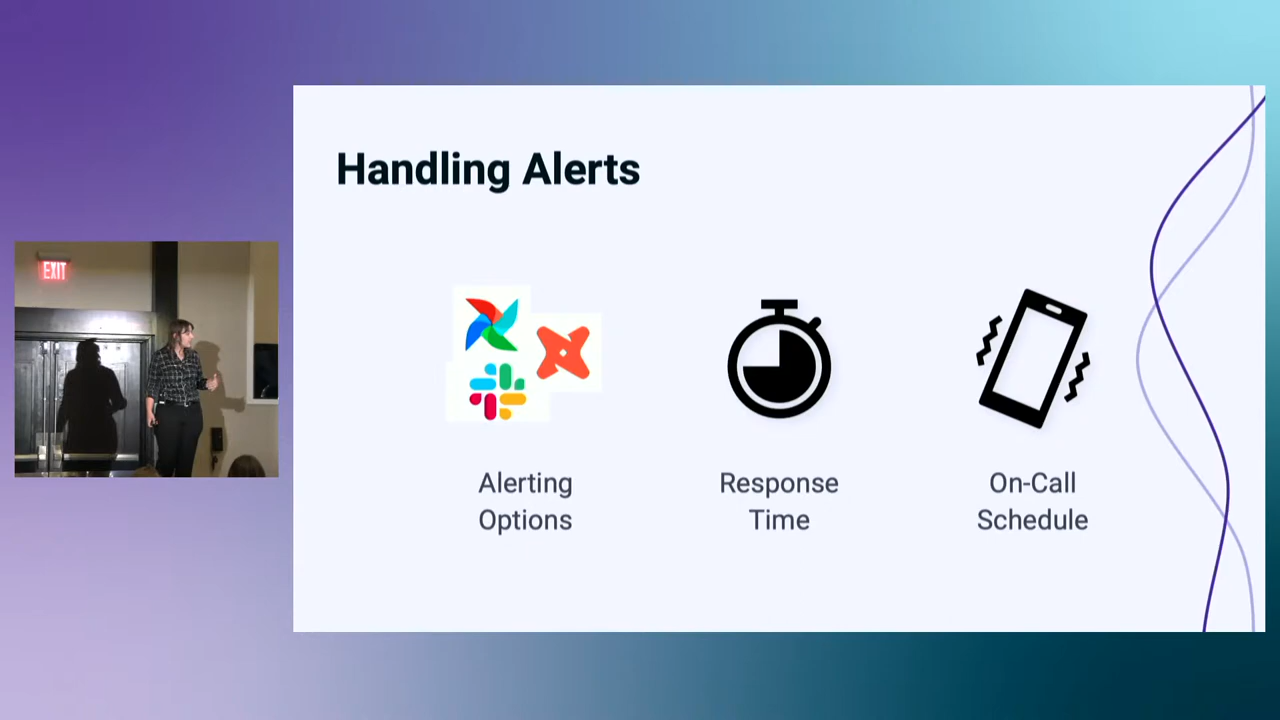 Handling Alerts
EXIT
Alerting
Options
Response
Time
On-Call
Schedule